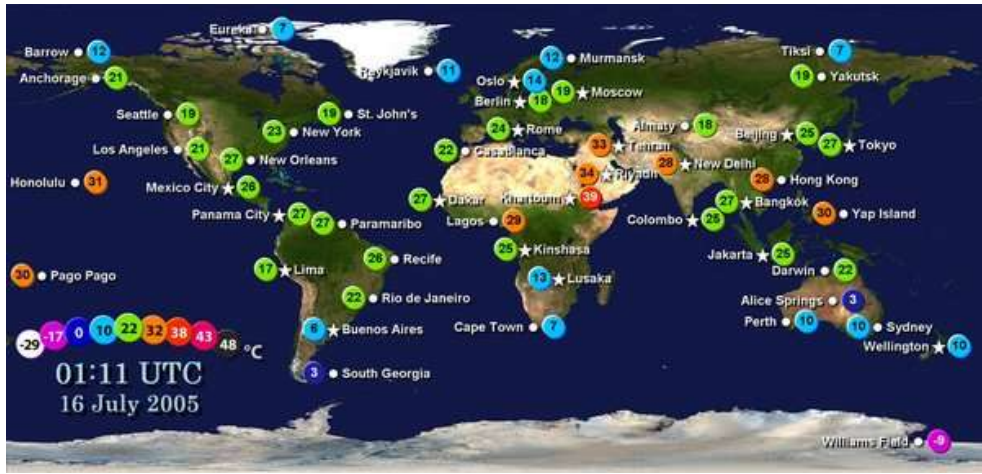 Eureka 7
Barrow 12
Murmansk 12
Tiksi 7
Anchorage 21
Reykjavik 11
Oslo 14
Yakutsk 19
Berlin 18
Moscow 19
Seattle 19
St. John's 19
New York 23
Rome 24
Almaty 18
Beijing 25
Tokyo 27
Los Angeles 21
New Orleans 27
Casablanca 22
Tehran 33
New Delhi 28
Honolulu 31
Mexico City 26
Riyadh 34
Hong Kong 28
Dakar 27
Khartoum 39
Bangkok 27
Panama City 27
Paramaribo 27
Lagos 29
Colombo 25
Yap Island 30
Kinshasa 25
Jakarta 25
Pago Pago 30
Lima 17
Recife 26
Lusaka 13
Darwin 22
Rio de Janeiro 22
Alice Springs 3
Buenos Aires 6
Cape Town 7
Perth 10
Sydney 10
Wellington 10
-29 -17 0 10 22 32 38 43 48 °C
01:11 UTC
South Georgia 3
16 July 2005
Williams Field -9